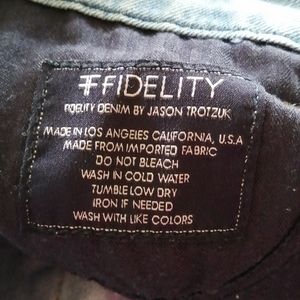 FIDELITY
FIDELITY DENIM BY JASON TROTZUK
MADE IN LOS ANGELES CALIFORNIA, U.S.A
MADE FROM IMPORTED FABRIC
DO NOT BLEACH
WASH IN COLD WATER
TUMBLE LOW DRY
IRON IF NEEDED
WASH WITH LIKE COLORS